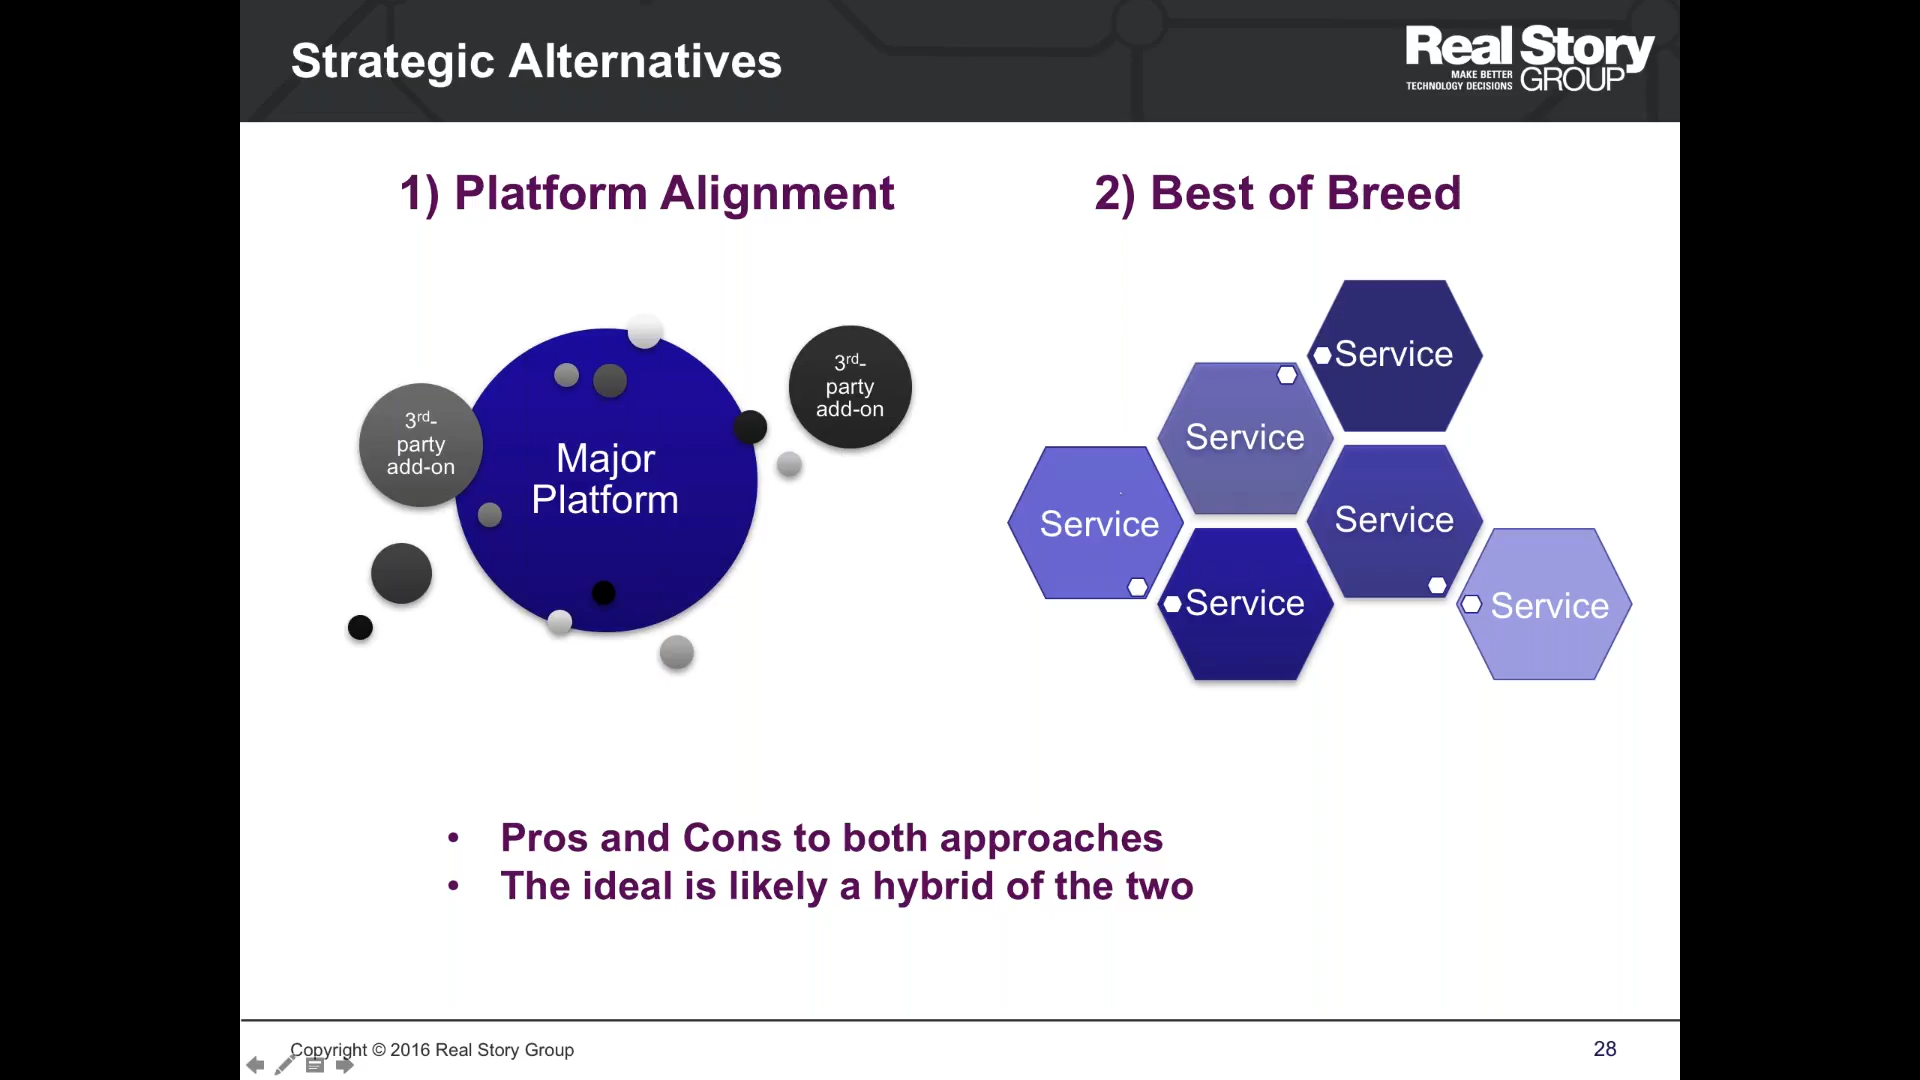 Strategic Alternatives
Real Story
MAKE BETTER
TECHNOLOGY DECISIONS
GROUP
1) Platform Alignment
2) Best of Breed
3rd-
party
add-on
Major
Platform
3rd-
party
add-on
Service
Service
Service
Service
Service
Service
• Pros and Cons to both approaches
• The ideal is likely a hybrid of the two
Copyright © 2016 Real Story Group
28